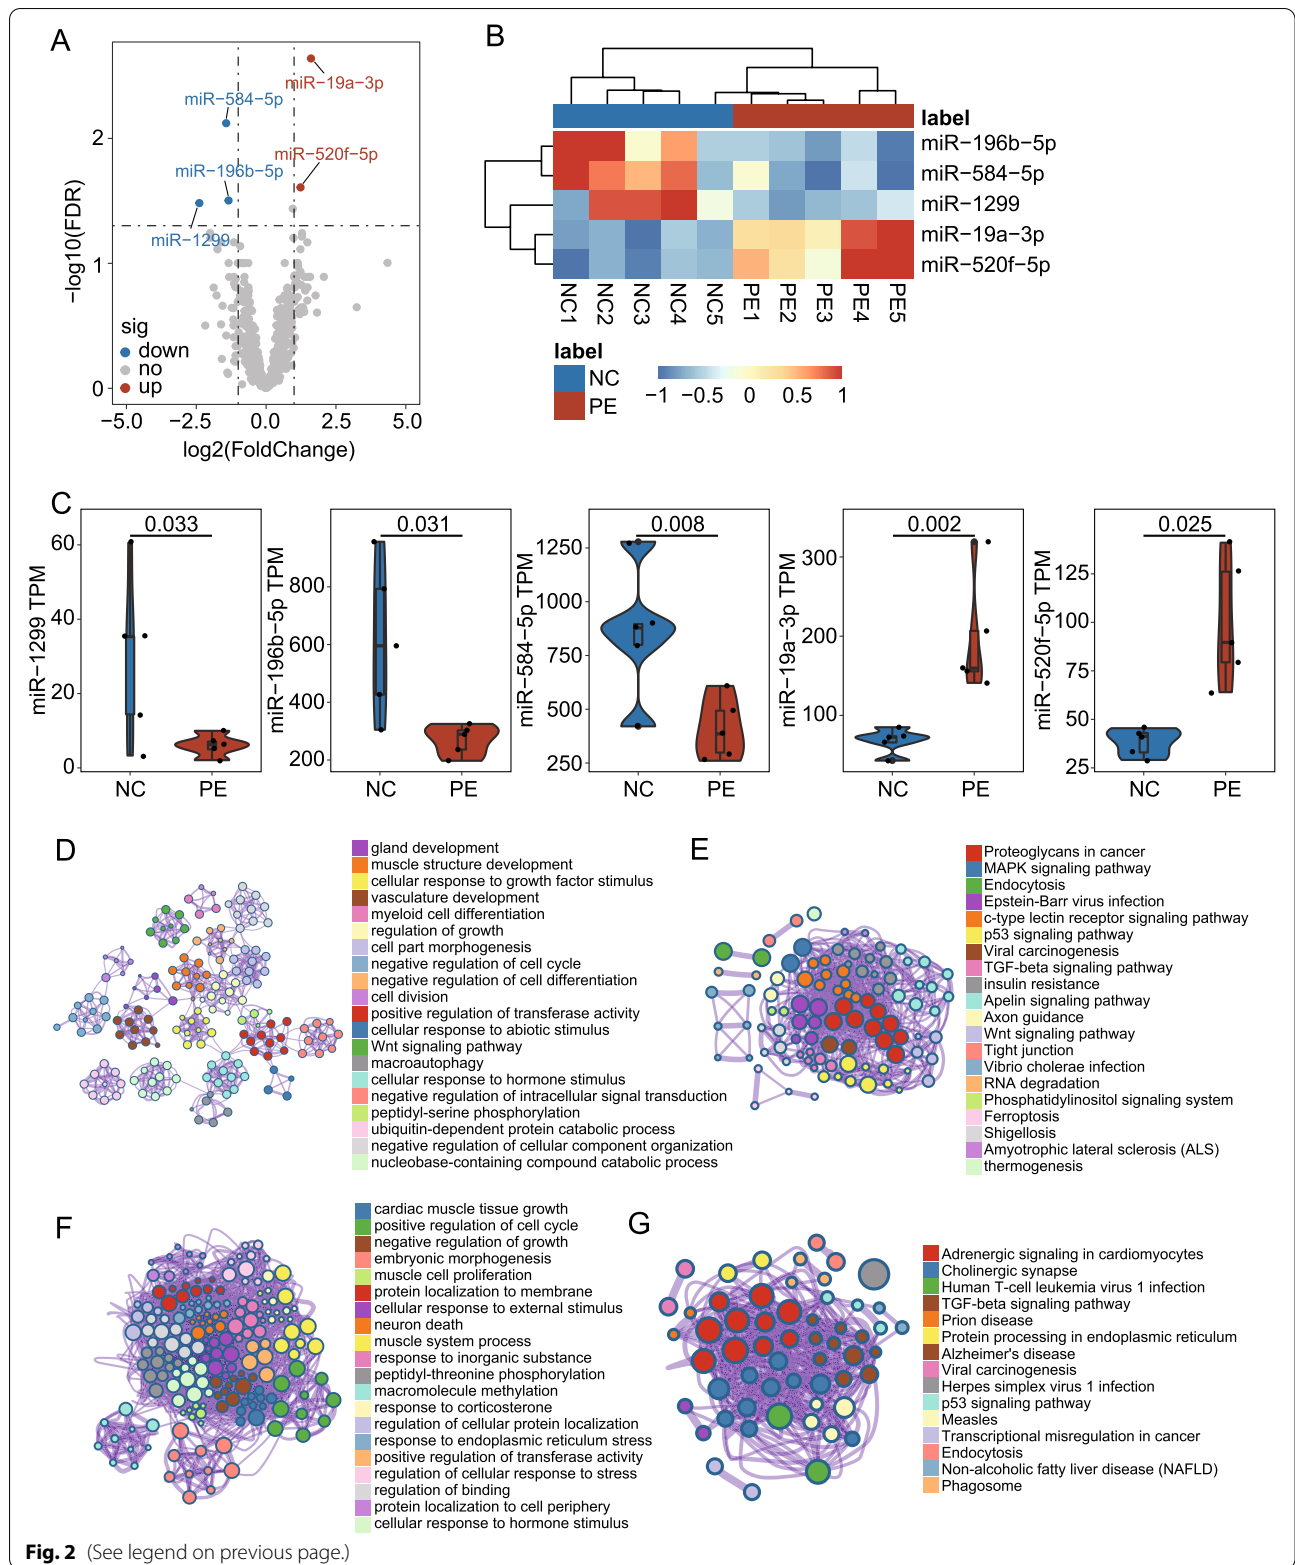 A
miR−19a−3p
miR−584−5p
miR−520f−5p
miR−196b−5p
miR−1299
−log10(FDR)
2
1
0
sig
down
no
up
−5.0 −2.5 0.0 2.5 5.0
log2(FoldChange)
B
label
miR−196b−5p
miR−584−5p
miR−1299
miR−19a−3p
miR−520f−5p
NC1 NC2 NC3 NC4 NC5 PE1 PE2 PE3 PE4 PE5
label
NC
PE
−1 −0.5 0 0.5 1
C
miR−1299 TPM
0.033
60
40
20
0
NC PE
miR−196b−5p TPM
0.031
800
600
400
200
NC PE
miR−584−5p TPM
0.008
1250
1000
750
500
250
NC PE
miR−19a−3p TPM
0.002
300
200
100
NC PE
miR−520f−5p TPM
0.025
125
100
75
50
25
NC PE
D
gland development
muscle structure development
cellular response to growth factor stimulus
vasculature development
myeloid cell differentiation
regulation of growth
cell part morphogenesis
negative regulation of cell cycle
negative regulation of cell differentiation
cell division
positive regulation of transferase activity
cellular response to abiotic stimulus
Wnt signaling pathway
macroautophagy
cellular response to hormone stimulus
negative regulation of intracellular signal transduction
peptidyl-serine phosphorylation
ubiquitin-dependent protein catabolic process
negative regulation of cellular component organization
nucleobase-containing compound catabolic process
E
Proteoglycans in cancer
MAPK signaling pathway
Endocytosis
Epstein-Barr virus infection
c-type lectin receptor signaling pathway
p53 signaling pathway
Viral carcinogenesis
TGF-beta signaling pathway
insulin resistance
Apelin signaling pathway
Axon guidance
Wnt signaling pathway
Tight junction
Vibrio cholerae infection
RNA degradation
Phosphatidylinositol signaling system
Ferroptosis
Shigellosis
Amyotrophic lateral sclerosis (ALS)
thermogenesis
F
cardiac muscle tissue growth
positive regulation of cell cycle
negative regulation of growth
embryonic morphogenesis
muscle cell proliferation
protein localization to membrane
cellular response to external stimulus
neuron death
muscle system process
response to inorganic substance
peptidyl-threonine phosphorylation
macromolecule methylation
response to corticosterone
regulation of cellular protein localization
response to endoplasmic reticulum stress
positive regulation of transferase activity
regulation of cellular response to stress
regulation of binding
protein localization to cell periphery
cellular response to hormone stimulus
G
Adrenergic signaling in cardiomyocytes
Cholinergic synapse
Human T-cell leukemia virus 1 infection
TGF-beta signaling pathway
Prion disease
Protein processing in endoplasmic reticulum
Alzheimer's disease
Viral carcinogenesis
Herpes simplex virus 1 infection
p53 signaling pathway
Measles
Transcriptional misregulation in cancer
Endocytosis
Non-alcoholic fatty liver disease (NAFLD)
Phagosome
Fig. 2 (See legend on previous page.)